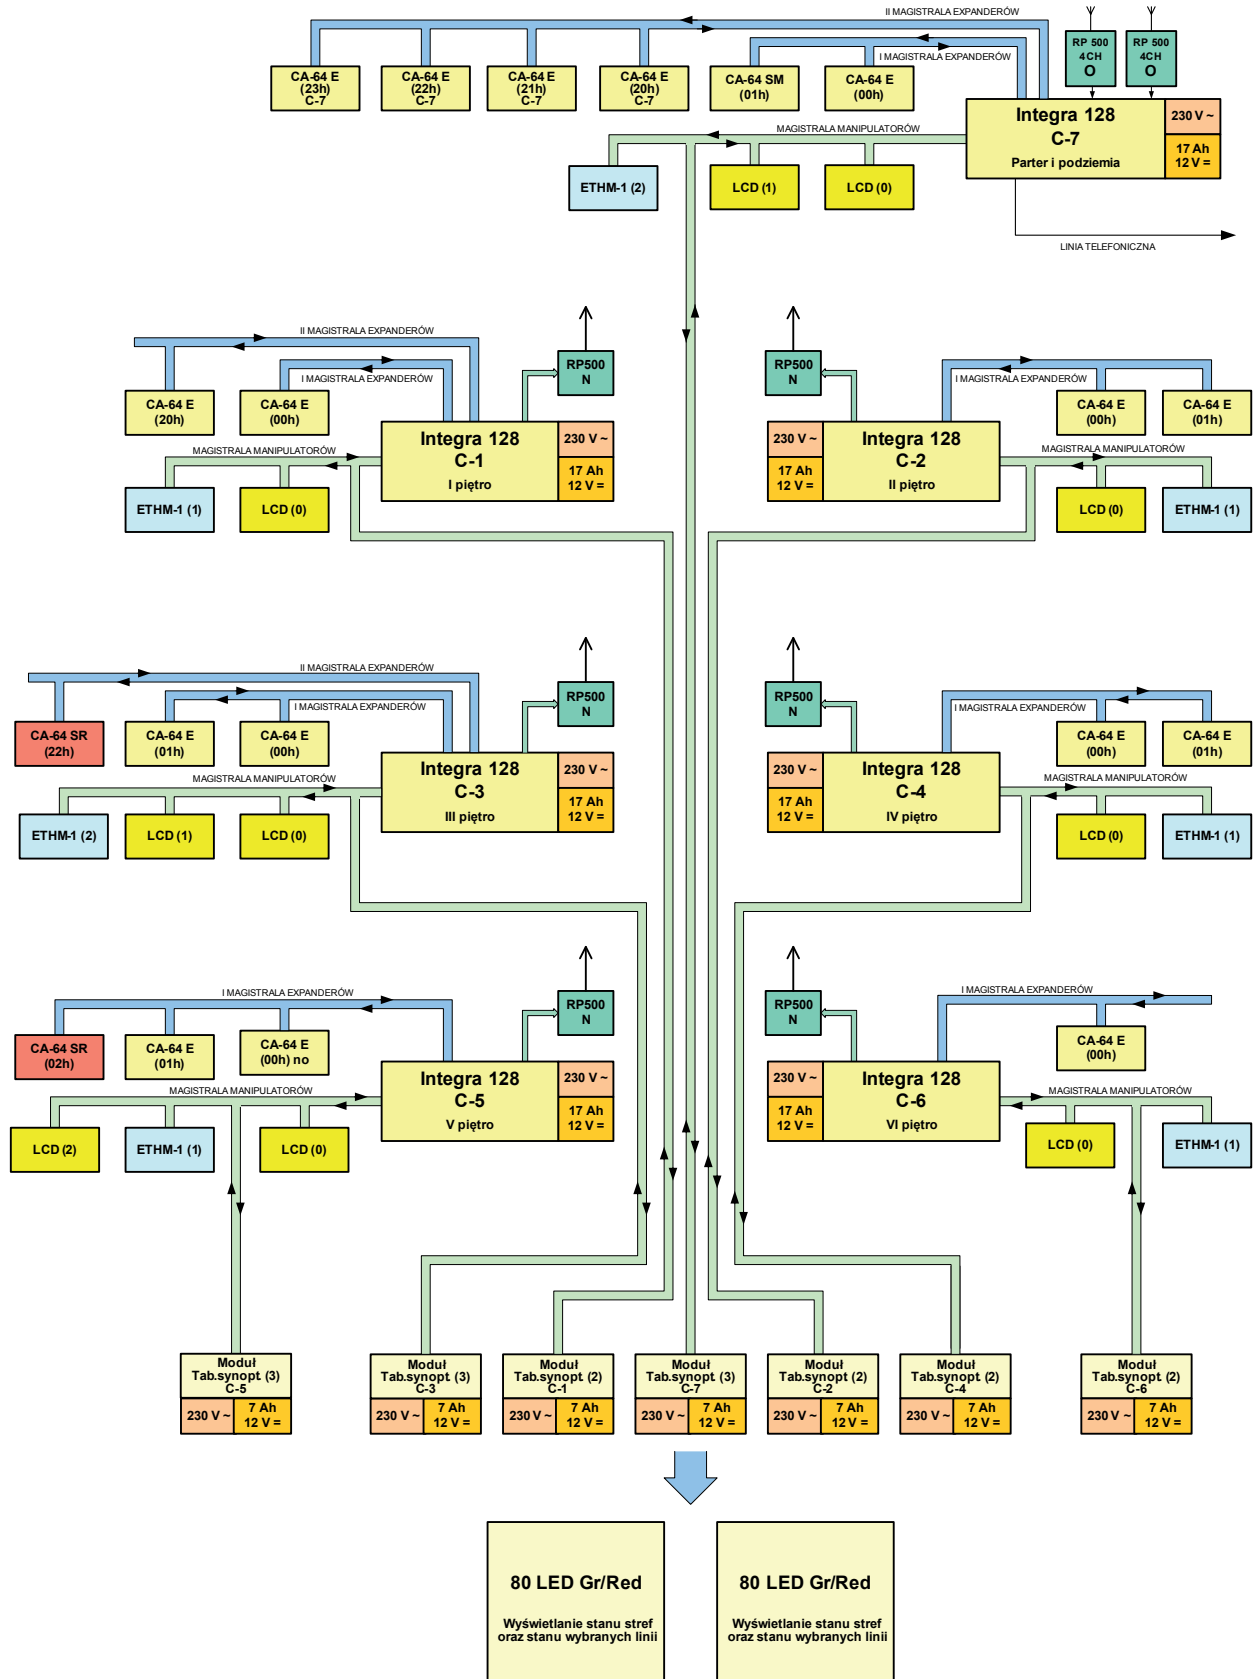 II MAGISTRALA EXPANDERÓW
I MAGISTRALA EXPANDERÓW
RP 500
4CH
O
RP 500
4CH
O
CA-64 E
(23h)
C-7
CA-64 E
(22h)
C-7
CA-64 E
(21h)
C-7
CA-64 E
(20h)
C-7
CA-64 SM
(01h)
CA-64 E
(00h)
Integra 128
C-7
Parter i podziemia
230 V ~
17 Ah
12 V =
MAGISTRALA MANIPULATORÓW
ETHM-1 (2)
LCD (1)
LCD (0)
LINIA TELEFONICZNA
II MAGISTRALA EXPANDERÓW
I MAGISTRALA EXPANDERÓW
RP500
N
CA-64 E
(20h)
CA-64 E
(00h)
Integra 128
C-1
I piętro
230 V ~
17 Ah
12 V =
MAGISTRALA MANIPULATORÓW
ETHM-1 (1)
LCD (0)
RP500
N
I MAGISTRALA EXPANDERÓW
CA-64 E
(00h)
CA-64 E
(01h)
230 V ~
17 Ah
12 V =
Integra 128
C-2
II piętro
MAGISTRALA MANIPULATORÓW
LCD (0)
ETHM-1 (1)
II MAGISTRALA EXPANDERÓW
I MAGISTRALA EXPANDERÓW
RP500
N
CA-64 SR
(22h)
CA-64 E
(01h)
CA-64 E
(00h)
Integra 128
C-3
III piętro
230 V ~
17 Ah
12 V =
MAGISTRALA MANIPULATORÓW
ETHM-1 (2)
LCD (1)
LCD (0)
RP500
N
I MAGISTRALA EXPANDERÓW
CA-64 E
(00h)
CA-64 E
(01h)
230 V ~
17 Ah
12 V =
Integra 128
C-4
IV piętro
MAGISTRALA MANIPULATORÓW
LCD (0)
ETHM-1 (1)
I MAGISTRALA EXPANDERÓW
RP500
N
CA-64 SR
(02h)
CA-64 E
(01h)
CA-64 E
(00h) no
Integra 128
C-5
V piętro
230 V ~
17 Ah
12 V =
MAGISTRALA MANIPULATORÓW
LCD (2)
ETHM-1 (1)
LCD (0)
RP500
N
I MAGISTRALA EXPANDERÓW
CA-64 E
(00h)
230 V ~
17 Ah
12 V =
Integra 128
C-6
VI piętro
MAGISTRALA MANIPULATORÓW
LCD (0)
ETHM-1 (1)
Moduł
Tab.synopt. (3)
C-5
230 V ~
7 Ah
12 V =
Moduł
Tab.synopt. (3)
C-3
230 V ~
7 Ah
12 V =
Moduł
Tab.synopt. (2)
C-1
230 V ~
7 Ah
12 V =
Moduł
Tab.synopt. (3)
C-7
230 V ~
7 Ah
12 V =
Moduł
Tab.synopt. (2)
C-2
230 V ~
7 Ah
12 V =
Moduł
Tab.synopt. (2)
C-4
230 V ~
7 Ah
12 V =
Moduł
Tab.synopt. (2)
C-6
230 V ~
7 Ah
12 V =
80 LED Gr/Red
Wyświetlanie stanu stref
oraz stanu wybranych linii
80 LED Gr/Red
Wyświetlanie stanu stref
oraz stanu wybranych linii